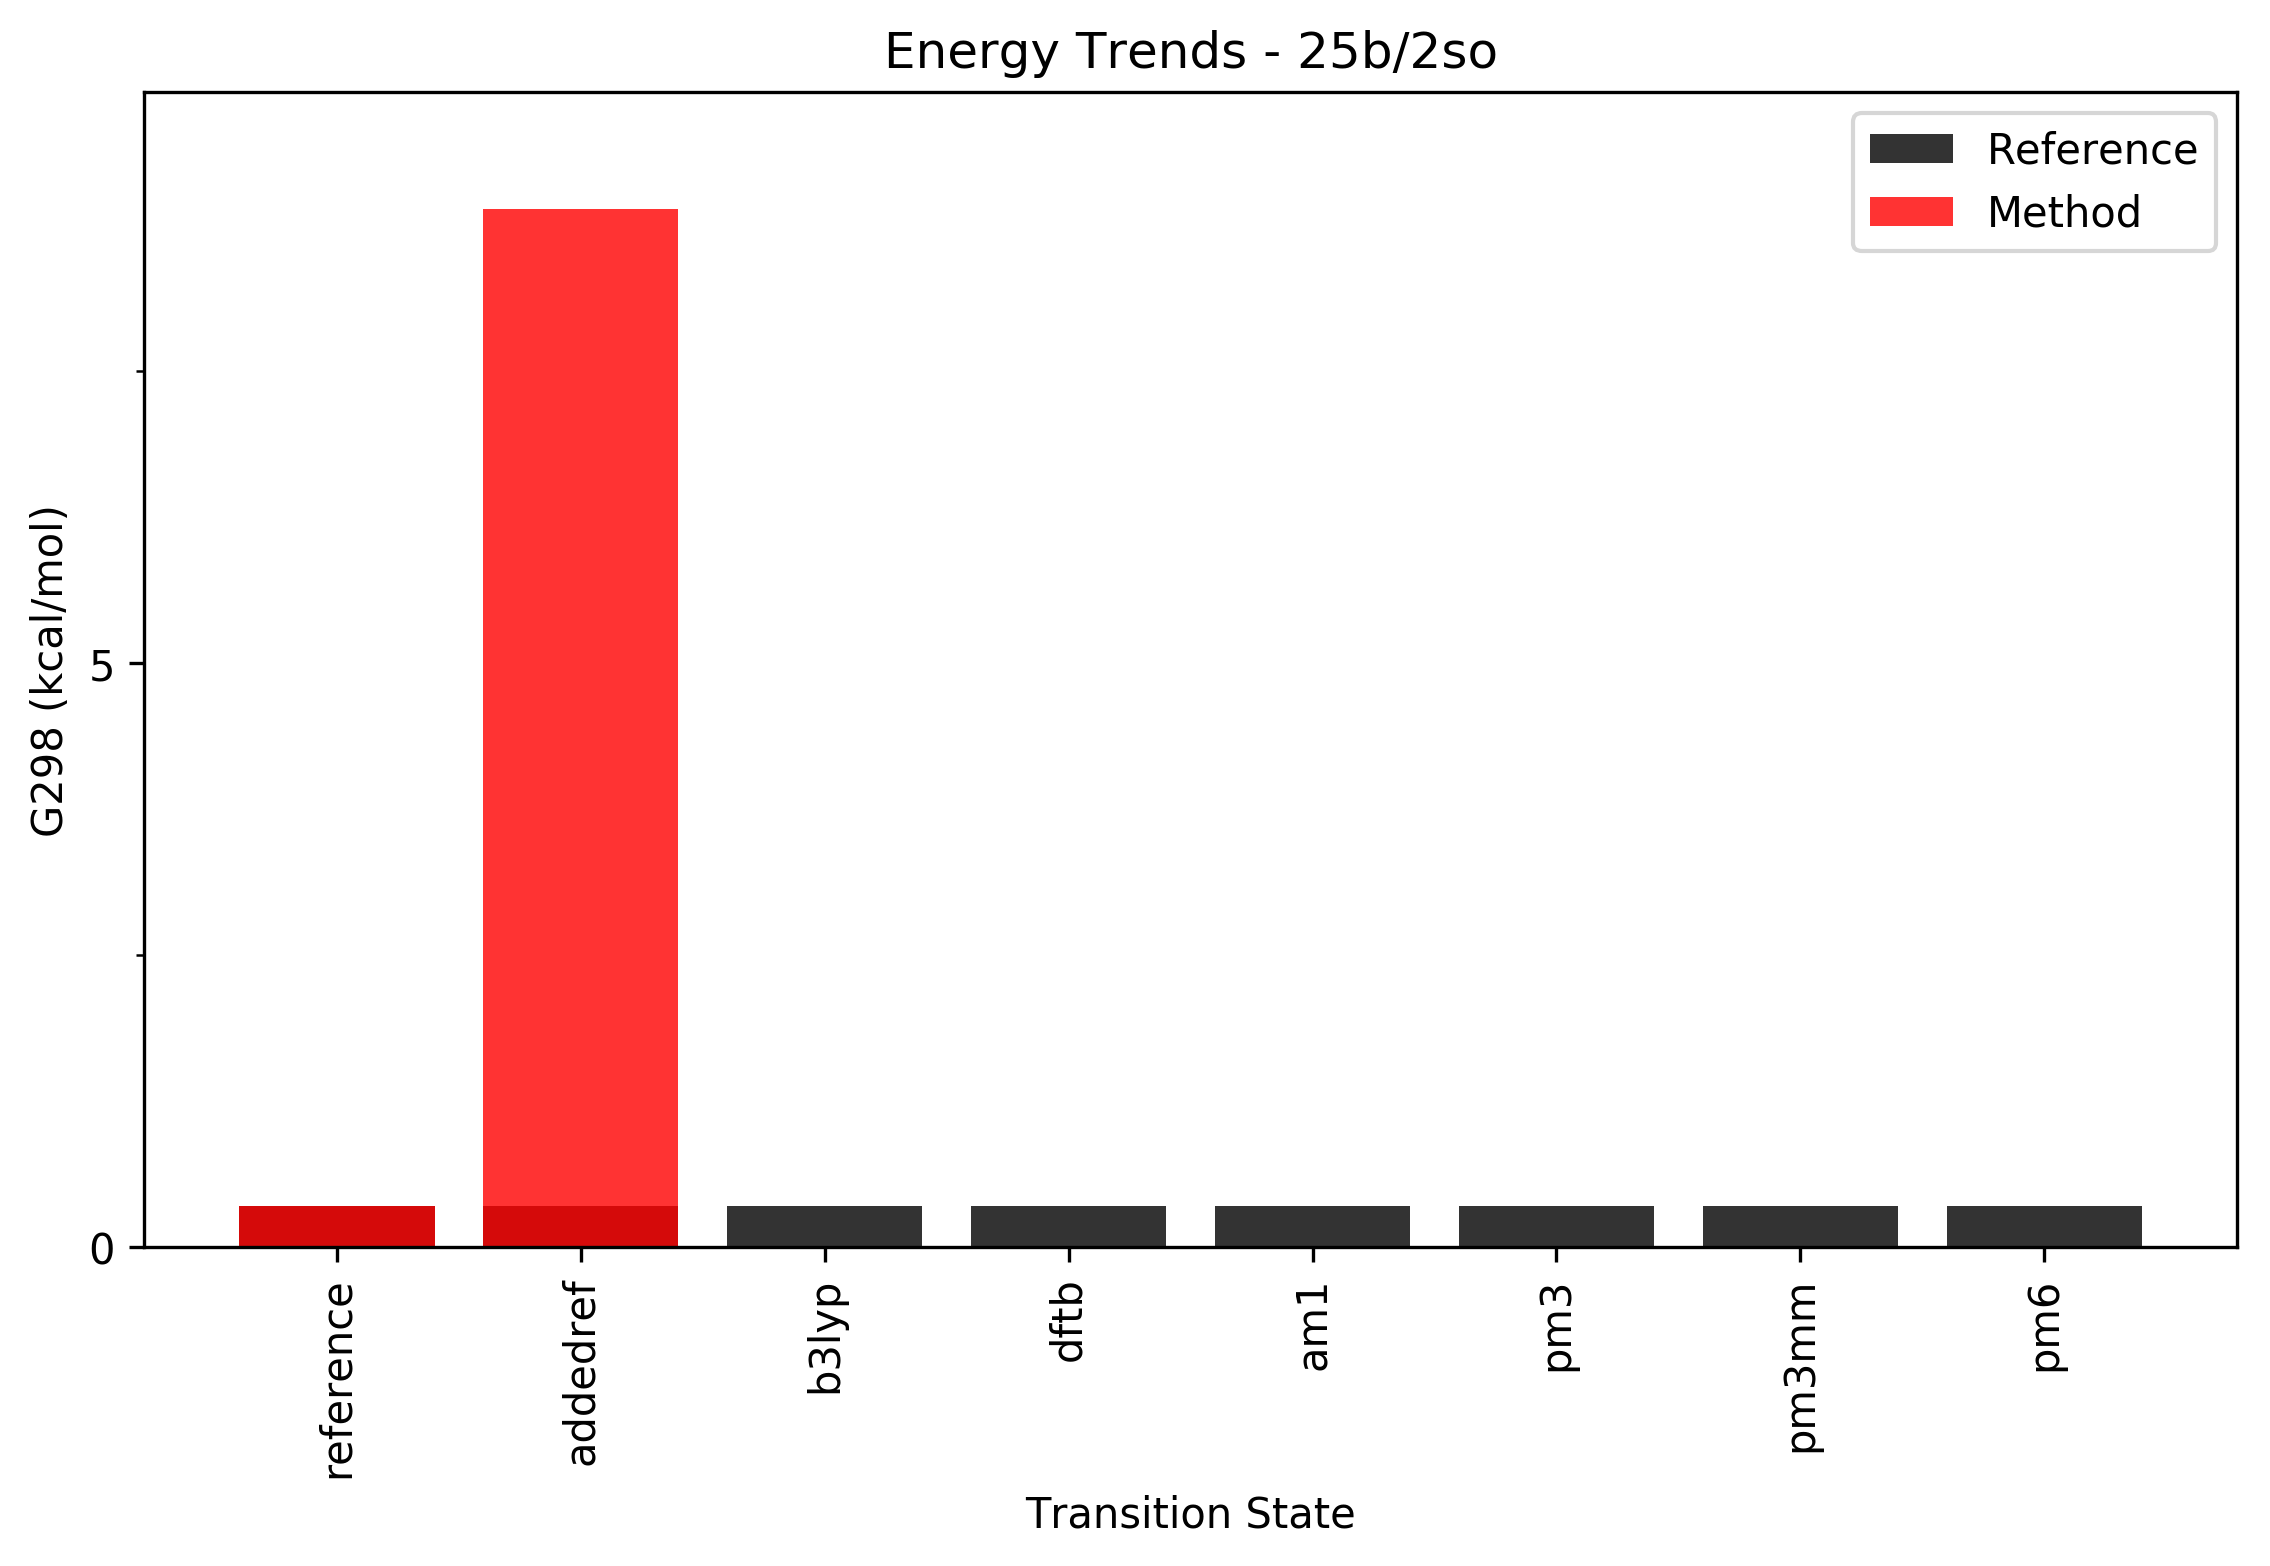 Energy Trends - 25b/2so
Reference
Method
G298 (kcal/mol)
5
0
reference
addedref
b3lyp
dftb
am1
pm3
pm3mm
pm6
Transition State